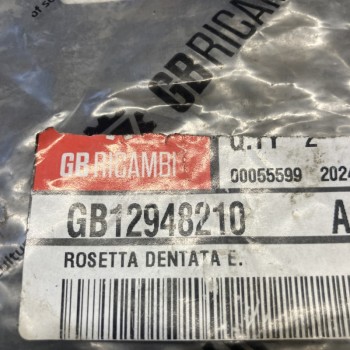 GB RICAMBI
GB RICAMBI
Q.TY 2
00055599 2024
GB12948210 A
ROSETTA DENTATA E.